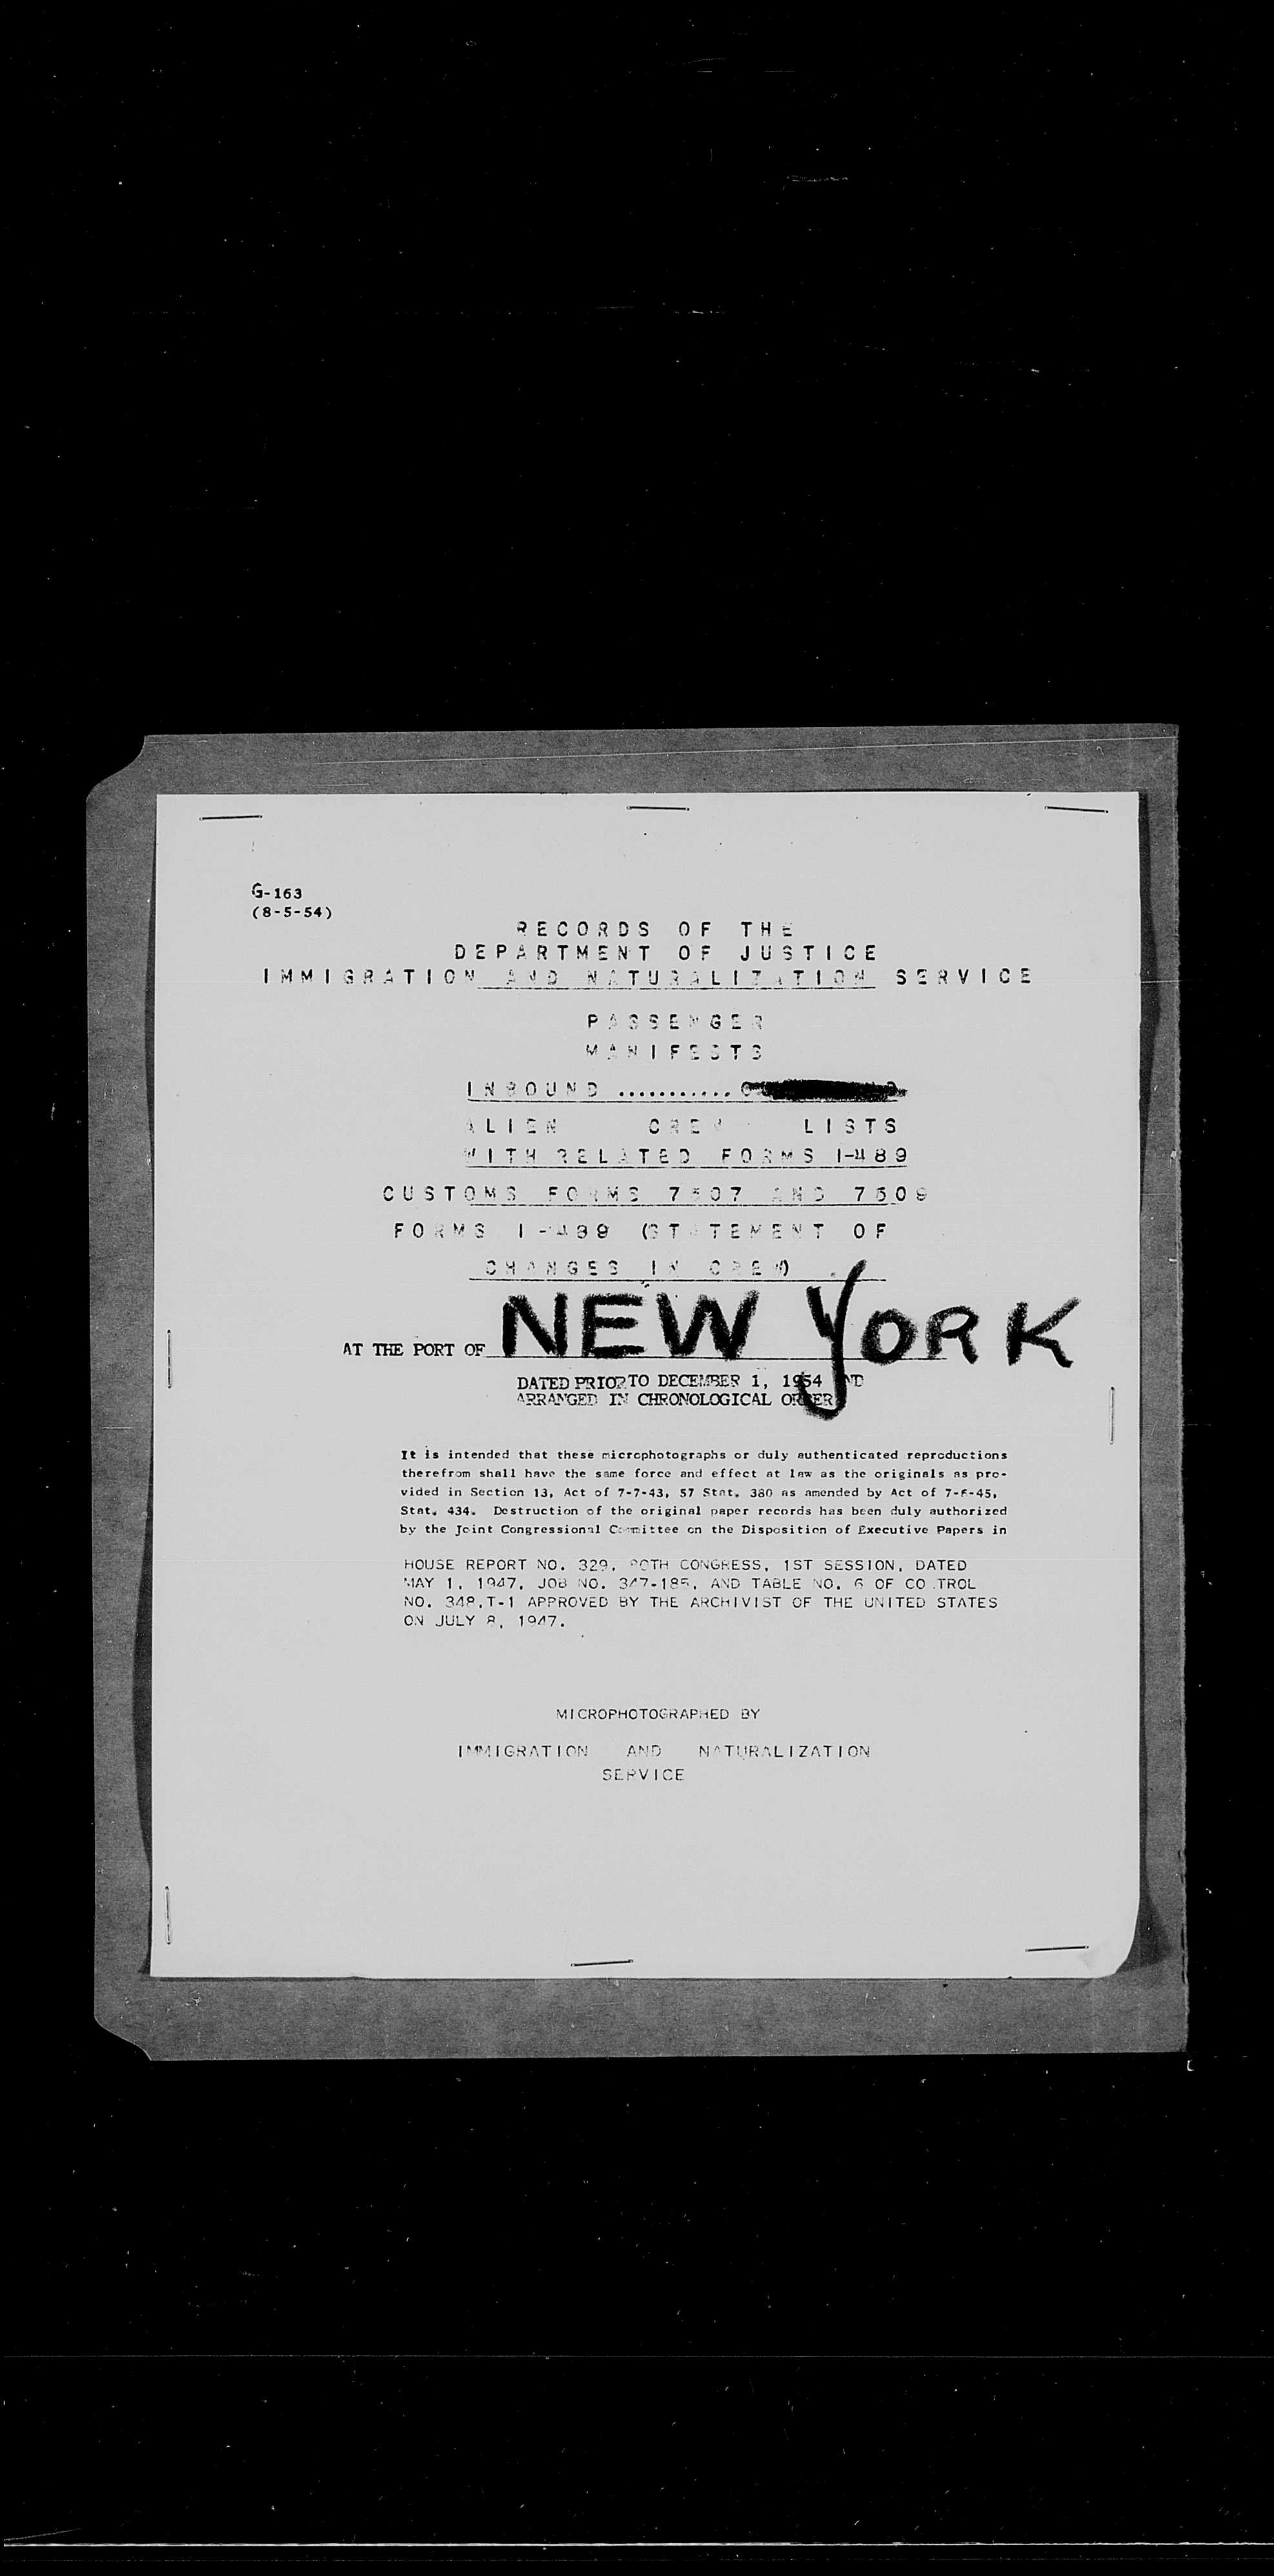 G-163
(8-5-54)
RECORDS OF THE
DEPARTMENT OF JUSTICE
IMMIGRATION AND NATURALIZATION SERVICE
PASSENGER
MANIFESTS
INBOUND ...........
ALIEN CREW LISTS
WITH RELATED FORMS I-489
CUSTOMS FORMS 7507 AND 7509
FORMS I-489 (STATEMENT OF
CHANGES IN CREW)
AT THE PORT OF NEW YORK
DATED PRIOR TO DECEMBER 1, 1954 AND
ARRANGED IN CHRONOLOGICAL ORDER
It is intended that these microphotographs or duly authenticated reproductions
therefrom shall have the same force and effect at law as the originals as pro-
vided in Section 13, Act of 7-7-43, 57 Stat. 380 as amended by Act of 7-6-45,
Stat. 434. Destruction of the original paper records has been duly authorized
by the Joint Congressional Committee on the Disposition of Executive Papers in
HOUSE REPORT NO. 329, 80TH CONGRESS, 1ST SESSION, DATED
MAY 1, 1947, JOB NO. 347-185, AND TABLE NO. 6 OF CONTROL
NO. 348,T-1 APPROVED BY THE ARCHIVIST OF THE UNITED STATES
ON JULY 8, 1947.
MICROPHOTOGRAPHED BY
IMMIGRATION AND NATURALIZATION
SERVICE